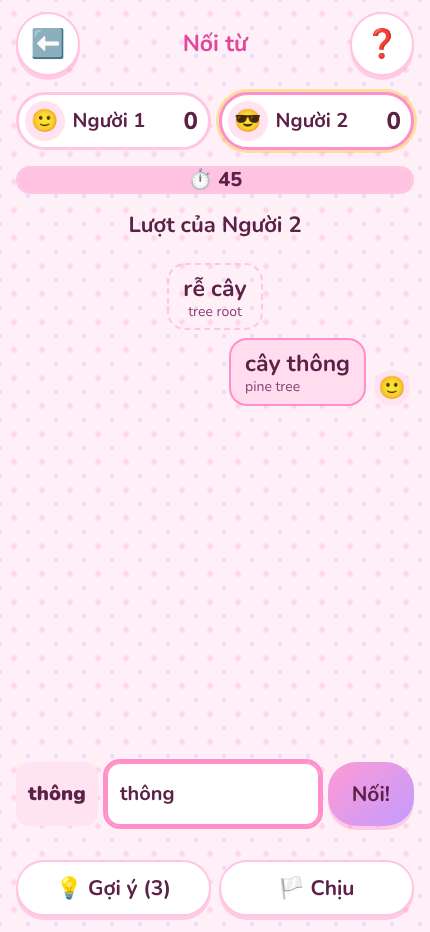 Nối từ
Người 1 0
Người 2 0
45
Lượt của Người 2
rễ cây
tree root
cây thông
pine tree
thông
thông
Nối!
Gợi ý (3)
Chịu